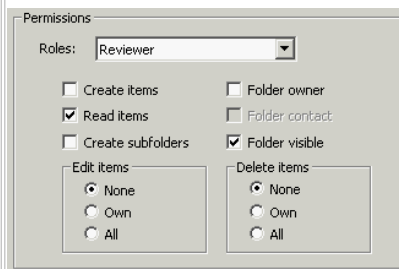 Permissions
Roles: Reviewer
Create items Folder owner
Read items Folder contact
Create subfolders Folder visible
Edit items Delete items
None None
Own Own
All All